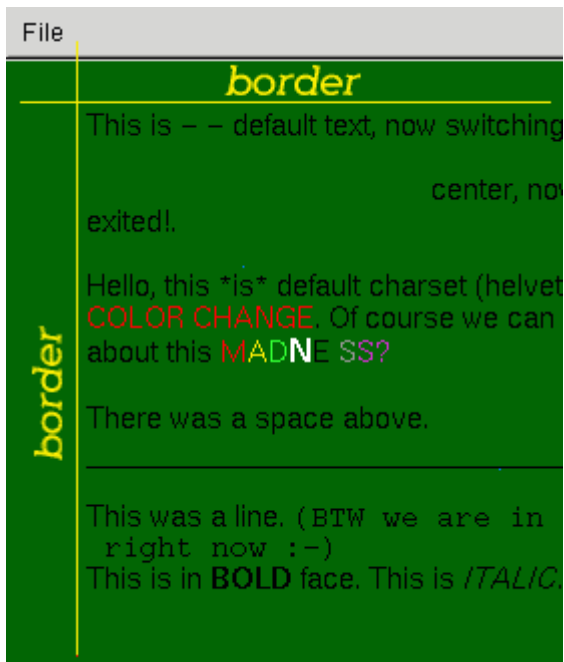 File
border
This is – – default text, now switching
center, nov
exited!.
Hello, this *is* default charset (helvet
COLOR CHANGE. Of course we can
about this MADNE SS?
border
There was a space above.
This was a line. (BTW we are in
right now :-)
This is in BOLD face. This is ITALIC.